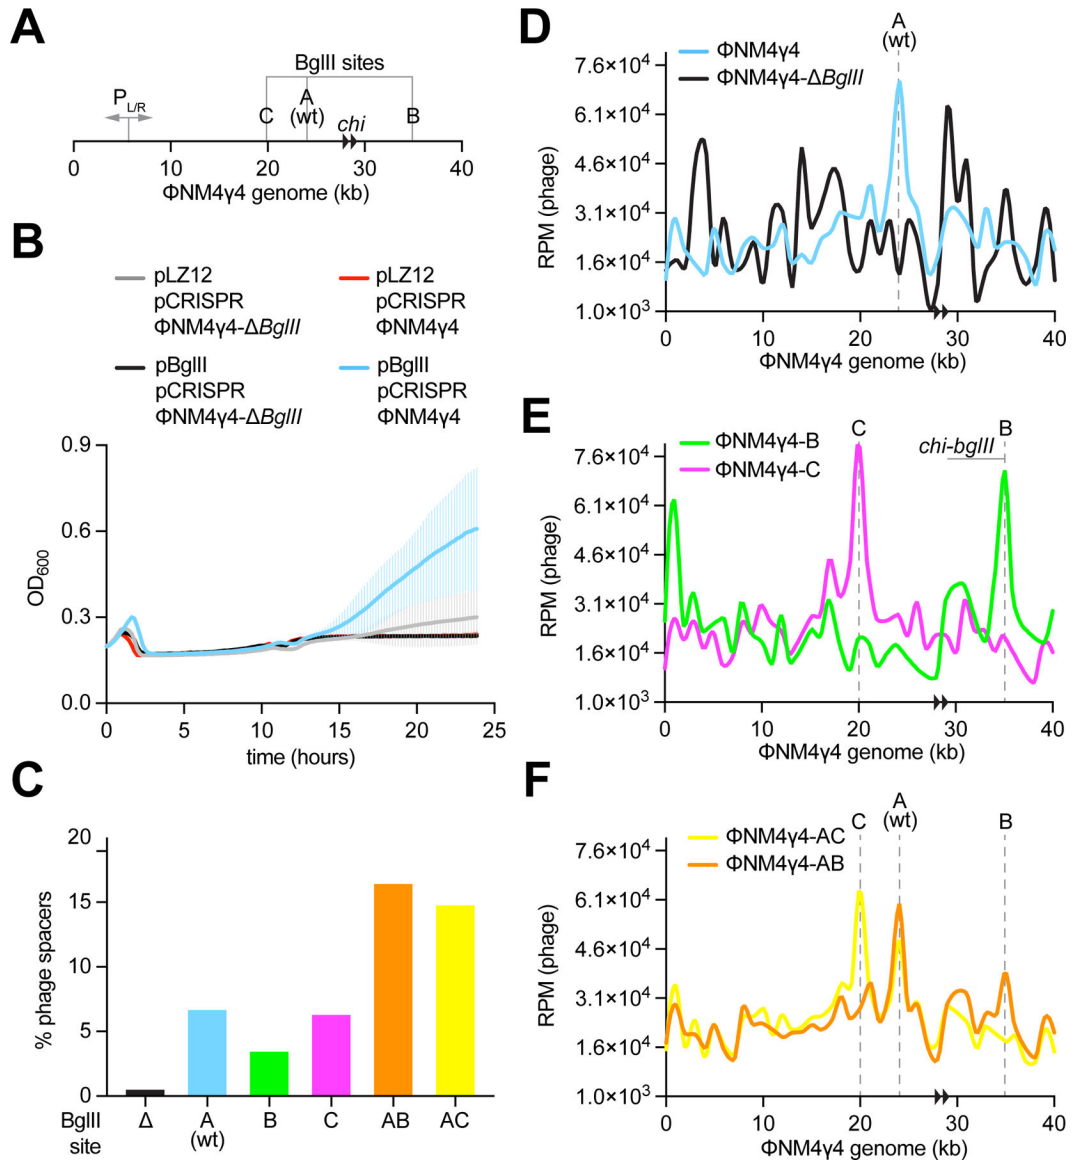 A
BglII sites
A
P L/R
C
(wt)
B
chi
0 10 20 30 40
ΦNM4γ4 genome (kb)
B
pLZ12
pCRISPR
ΦNM4γ4-ΔBglII
pLZ12
pCRISPR
ΦNM4γ4
pBglII
pCRISPR
ΦNM4γ4-ΔBglII
pBglII
pCRISPR
ΦNM4γ4
0.9
0.6
0.3
0.0
OD600
0 5 10 15 20 25
time (hours)
C
20
15
10
5
0
% phage spacers
BglII site
Δ
A (wt)
B
C
AB
AC
D
A
(wt)
ΦNM4γ4
ΦNM4γ4-ΔBglII
7.6×10⁴
6.1×10⁴
4.6×10⁴
3.1×10⁴
1.6×10⁴
1.0×10³
RPM (phage)
0 10 20 30 40
ΦNM4γ4 genome (kb)
E
C
B
ΦNM4γ4-B
ΦNM4γ4-C
chi-bglII
7.6×10⁴
6.1×10⁴
4.6×10⁴
3.1×10⁴
1.6×10⁴
1.0×10³
RPM (phage)
0 10 20 30 40
ΦNM4γ4 genome (kb)
F
A
C
(wt)
B
ΦNM4γ4-AC
ΦNM4γ4-AB
7.6×10⁴
6.1×10⁴
4.6×10⁴
3.1×10⁴
1.6×10⁴
1.0×10³
RPM (phage)
0 10 20 30 40
ΦNM4γ4 genome (kb)